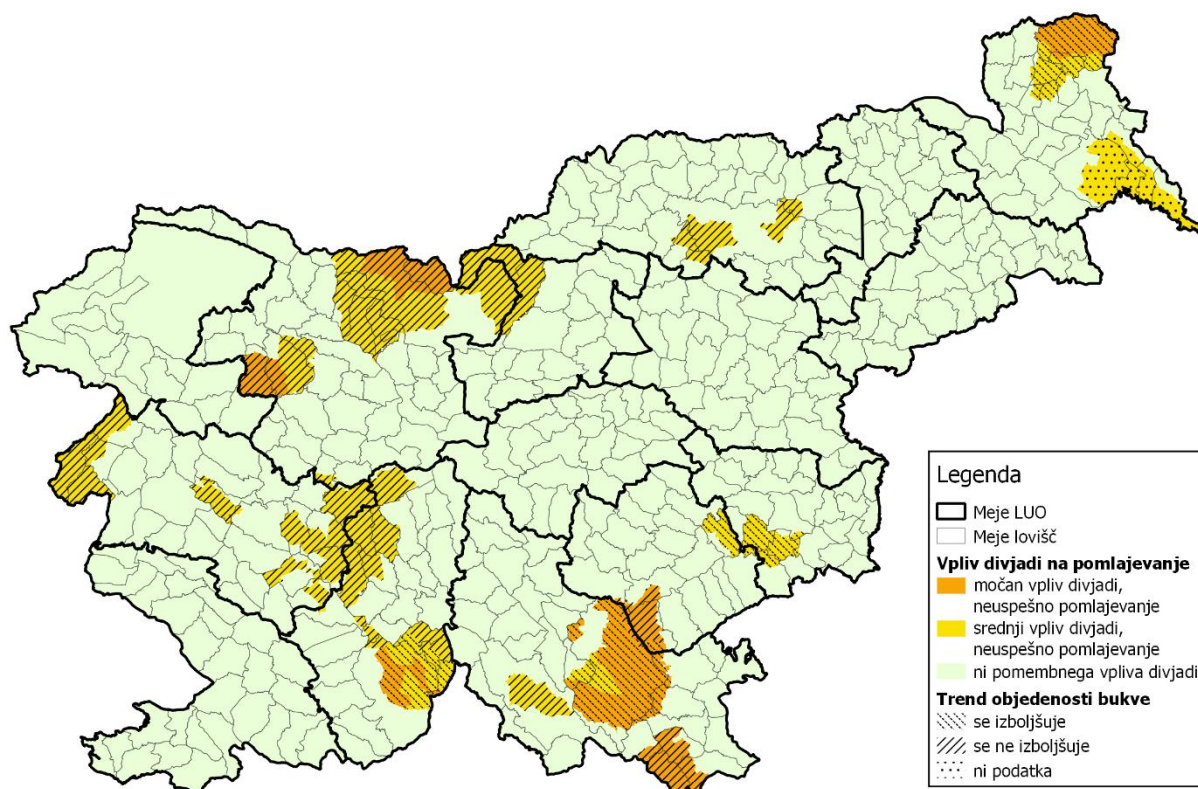 Legenda
Meje LUO
Meje lovišč
Vpliv divjadi na pomlajevanje
močan vpliv divjadi,
neuspešno pomlajevanje
srednji vpliv divjadi,
neuspešno pomlajevanje
ni pomembnega vpliva divjadi
Trend objedenosti bukve
se izboljšuje
se ne izboljšuje
ni podatka